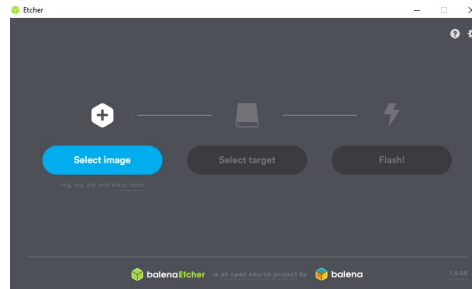 Etcher
Select image
Select target
Flash!
img, iso, zip, and many more
balenaEtcher is an open source project by balena